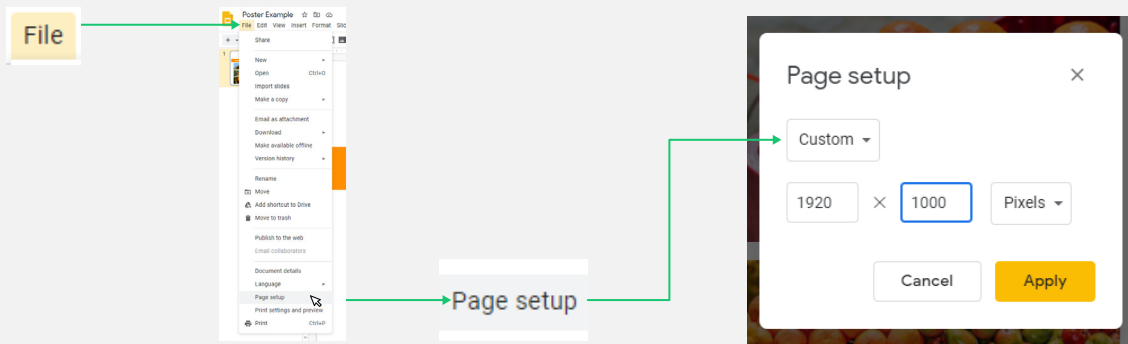 File
Poster Example
File Edit View Insert Format
Share
New
Open Ctrl+O
Import slides
Make a copy
Email as attachment
Download
Make available offline
Version history
Rename
Move
Add shortcut to Drive
Move to trash
Publish to the web
Email collaborators
Document details
Language
Page setup
Print settings and preview
Print Ctrl+P
1
Page setup
Page setup
Custom
1920 × 1000 Pixels
Cancel Apply